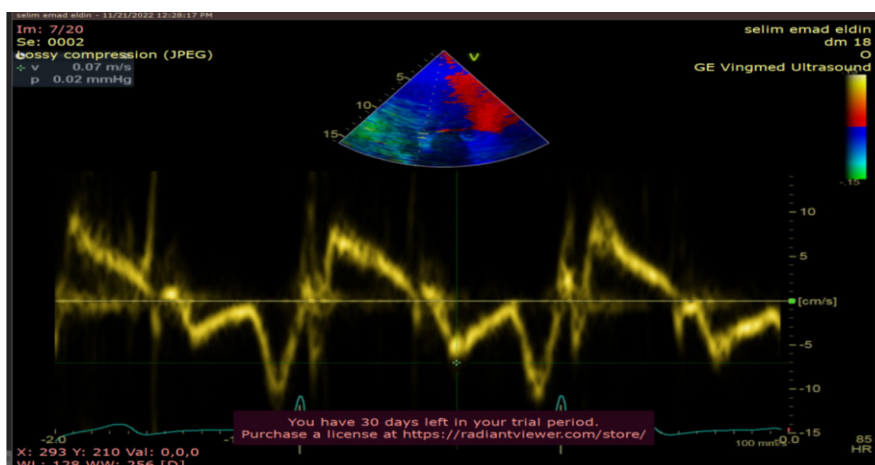 selim emad eldin - 11/21/2022 12:28:17 PM
Im: 7/20
Se: 0002
Lossy compression (JPEG)
v 0.07 m/s
p 0.02 mmHg
selim emad eldin
dm 18
O
GE Vingmed Ultrasound
V
5
10
15
-.15
10
5
[cm/s]
-5
-10
-15
-2.0
You have 30 days left in your trial period.
Purchase a license at https://radiantviewer.com/store/
0.0
85
HR
X: 293 Y: 210 Val: 0,0,0
WL: 128 WW: 256 [D]